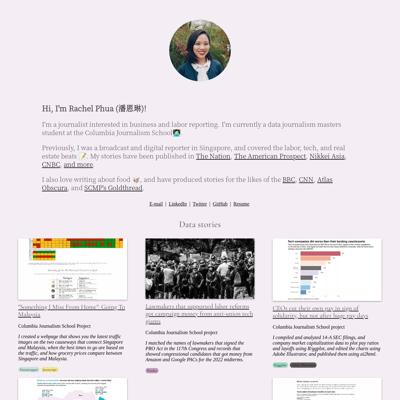 Hi, I'm Rachel Phua (潘恩琳)!
I'm a journalist interested in business and labor reporting. I'm currently a data journalism masters
student at the Columbia Journalism School
Previously, I was a broadcast and digital reporter in Singapore, and covered the labor, tech, and real
estate beats 📝. My stories have been published in The Nation, The American Prospect, Nikkei Asia,
CNBC, and more.
I also love writing about food 🥡, and have produced stories for the likes of the BBC, CNN, Atlas
Obscura, and SCMP's Goldthread.
E-mail | LinkedIn | Twitter | GitHub | Resume
Data stories
"Something I Miss From Home": Going To
Malaysia
Columbia Journalism School Project
I created a webpage that shows you the latest traffic
images on the two causeways that connect Singapore
and Malaysia, when the best times to go are based on
the traffic, and how grocery prices compare between
Singapore and Malaysia.
Lawmakers that supported labor reforms
got campaign money from anti-union tech
giants
Columbia Journalism School project
I matched the names of lawmakers that signed the
PRO Act in the 117th Congress and records that
showed congressional candidates that got money from
Amazon and Google PACs for the 2022 midterms.
Tech companies did worse than their banking counterparts
CEOs cut their own pay in sign of
solidarity, but not after huge pay days
Columbia Journalism School project
I compiled and analyzed 14-A SEC filings, company
market capitalization data to plot pay ratios
and layoffs using R/ggplot, and edited the charts using
Adobe Illustrator, and published them using ai2html.